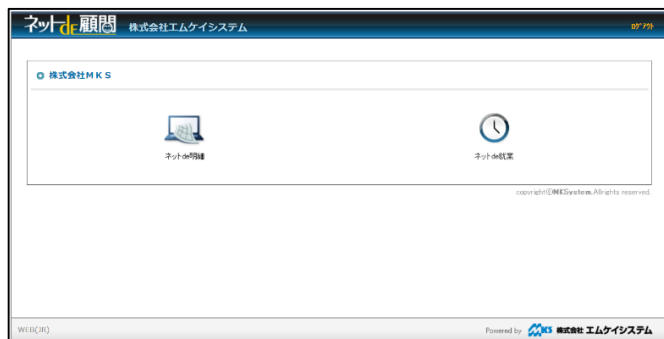 ネットde顧問 株式会社エムケイシステム ﾛｸﾞｱｳﾄ
株式会社ＭＫＳ
ネットde明細 ネットde就業
copyrightⒸMKSystem.Allrights reserved.
WEB(JR) Powered by MKS 株式会社 エムケイシステム